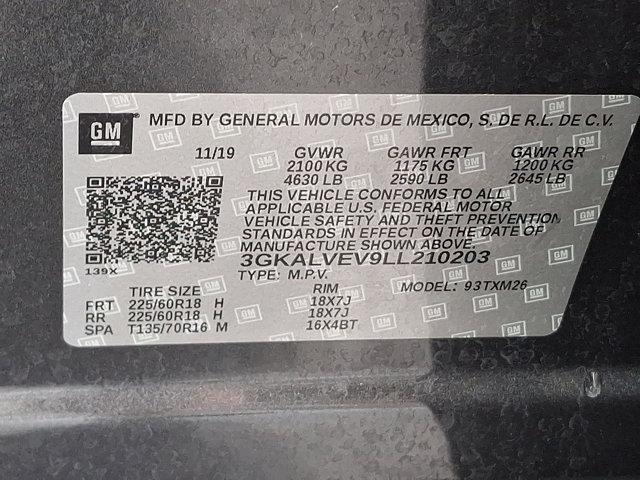 GM MFD BY GENERAL MOTORS DE MEXICO, S. DE R.L. DE C.V.
11/19 GVWR GAWR FRT GAWR RR
2100 KG 1175 KG 1200 KG
4630 LB 2590 LB 2645 LB
THIS VEHICLE CONFORMS TO ALL
APPLICABLE U.S. FEDERAL MOTOR
VEHICLE SAFETY AND THEFT PREVENTION
STANDARDS IN EFFECT ON THE DATE OF
MANUFACTURE SHOWN ABOVE.
139X 3GKALVEV9LL210203
TYPE: M.P.V. MODEL: 93TXM26
TIRE SIZE RIM
FRT 225/60R18 H 18X7J
RR 225/60R18 H 18X7J
SPA T135/70R16 M 16X4BT